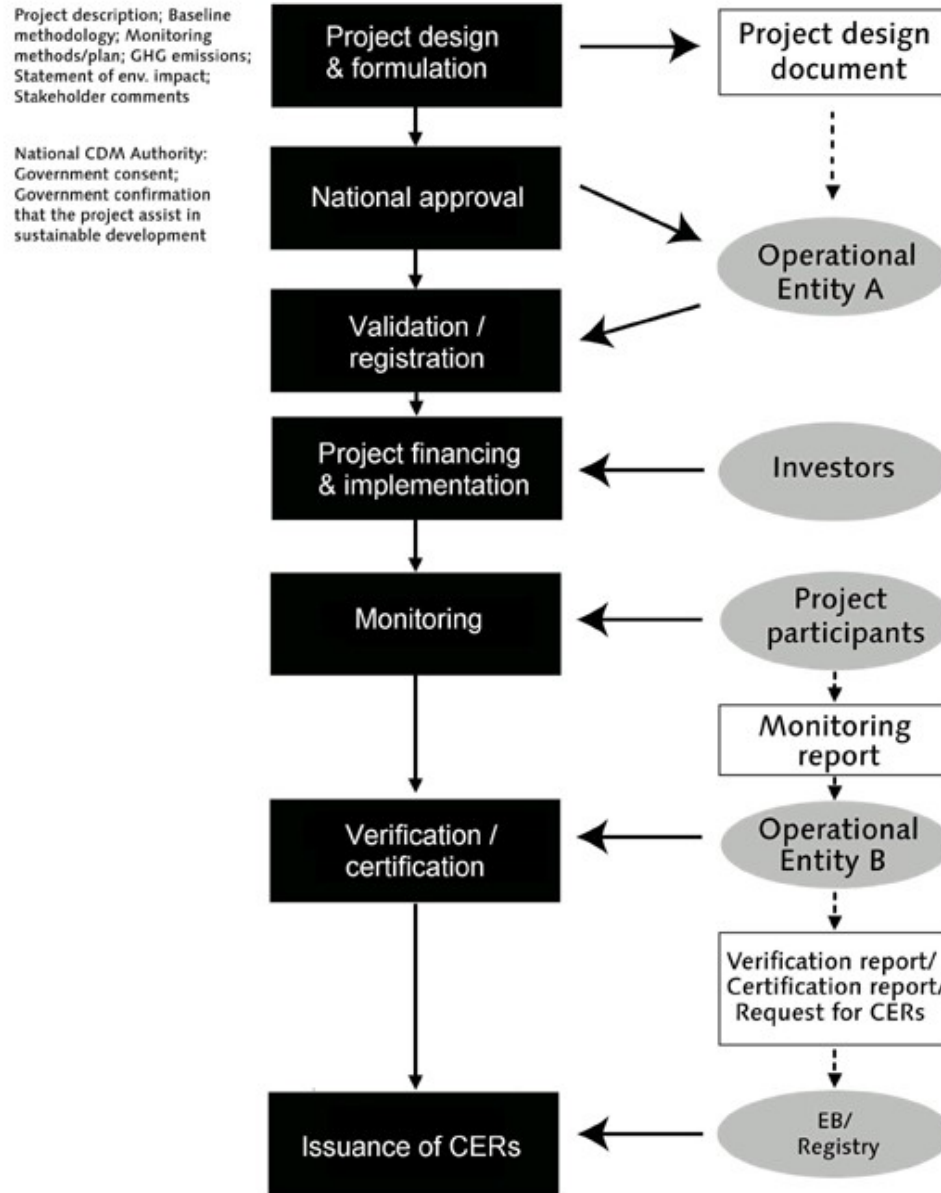 Project description; Baseline
methodology; Monitoring
methods/plan; GHG emissions;
Statement of env. impact;
Stakeholder comments
Project design
& formulation
Project design
document
National CDM Authority:
Government consent;
Government confirmation
that the project assist in
sustainable development
National approval
Operational
Entity A
Validation /
registration
Project financing
& implementation
Investors
Monitoring
Project
participants
Monitoring
report
Verification /
certification
Operational
Entity B
Verification report/
Certification report/
Request for CERs
Issuance of CERs
EB/
Registry